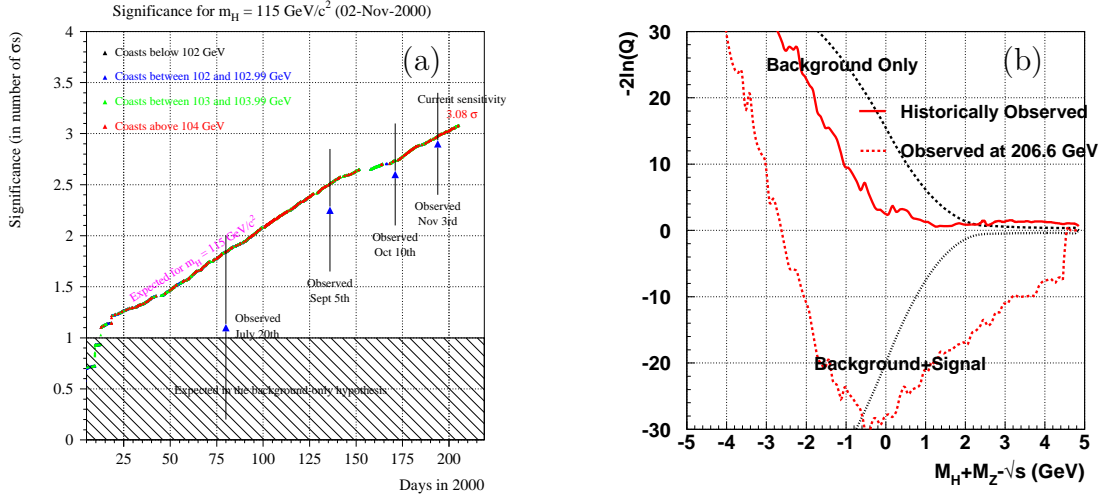 Significance for m_H = 115 GeV/c² (02-Nov-2000)
Significance (in number of σs)
4
3.5
3
2.5
2
1.5
1
0.5
0
(a)
Coasts below 102 GeV
Coasts between 102 and 102.99 GeV
Coasts between 103 and 103.99 GeV
Coasts above 104 GeV
Current sensitivity
3.08 σ
Expected for m_H = 115 GeV/c²
Observed
Nov 3rd
Observed
Oct 10th
Observed
Sept 5th
Observed
July 20th
Expected in the background-only hypothesis
25
50
75
100
125
150
175
200
Days in 2000
-2ln(Q)
30
20
10
0
-10
-20
-30
(b)
Background Only
Historically Observed
Observed at 206.6 GeV
Background+Signal
-5
-4
-3
-2
-1
0
1
2
3
4
5
M_H+M_Z-√s (GeV)